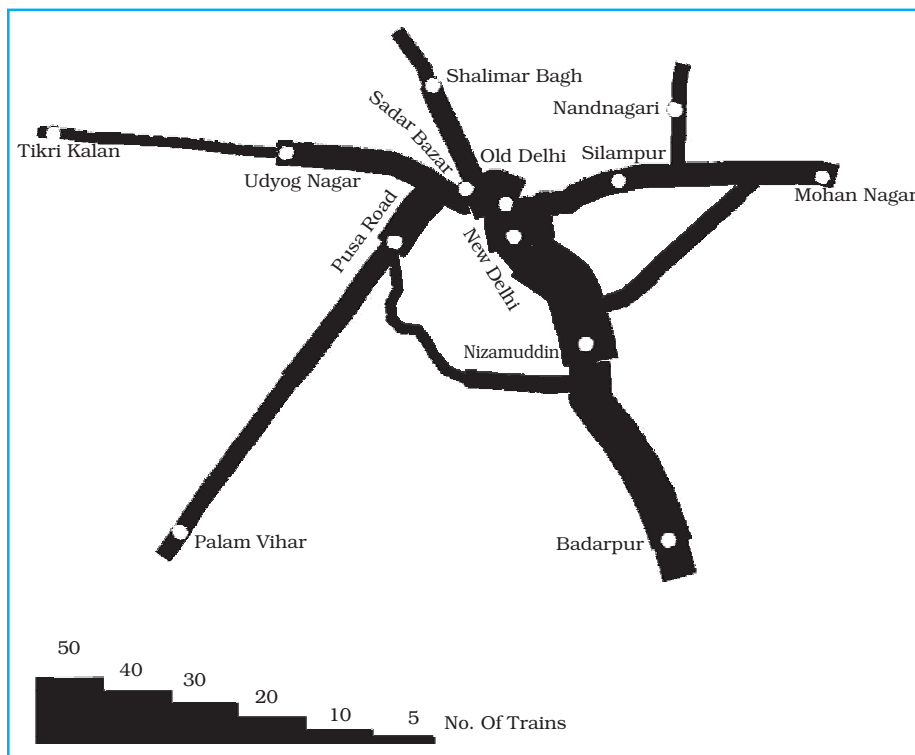 Shalimar Bagh
Nandnagari
Sadar Bazar
Tikri Kalan
Old Delhi
Silampur
Udyog Nagar
Mohan Nagar
Pusa Road
New Delhi
Nizamuddin
Palam Vihar
Badarpur
50
40
30
20
10
5
No. Of Trains